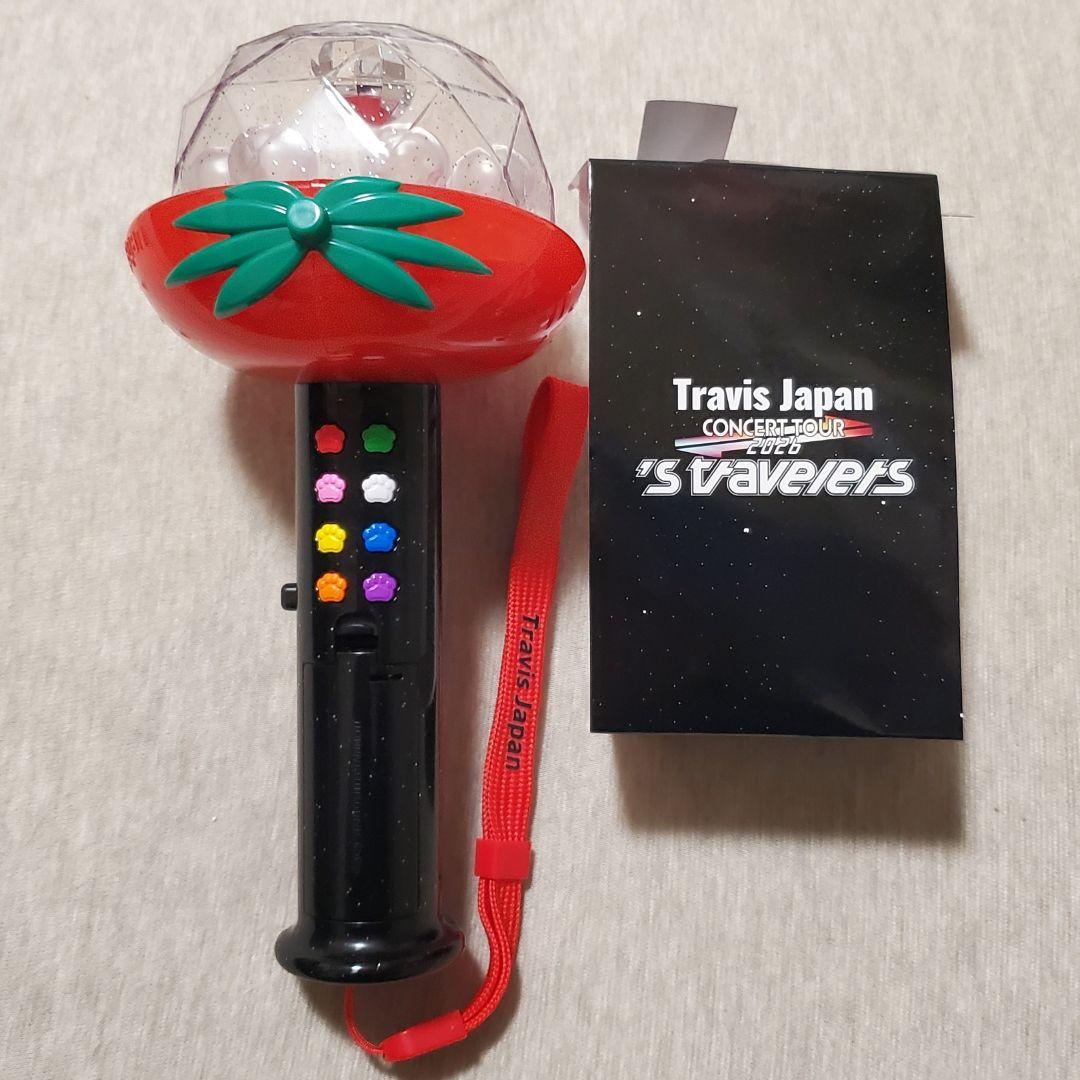 Travis Japan
CONCERT TOUR
2026
's travelers
Travis Japan